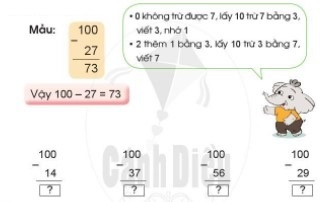 Mẫu:
100
-
27
73
• 0 không trừ được 7, lấy 10 trừ 7 bằng 3,
viết 3, nhớ 1
• 2 thêm 1 bằng 3, lấy 10 trừ 3 bằng 7,
viết 7
Vậy 100 – 27 = 73
Cánh Diều
100 100 100 100
- - - -
14 37 56 29
? ? ? ?